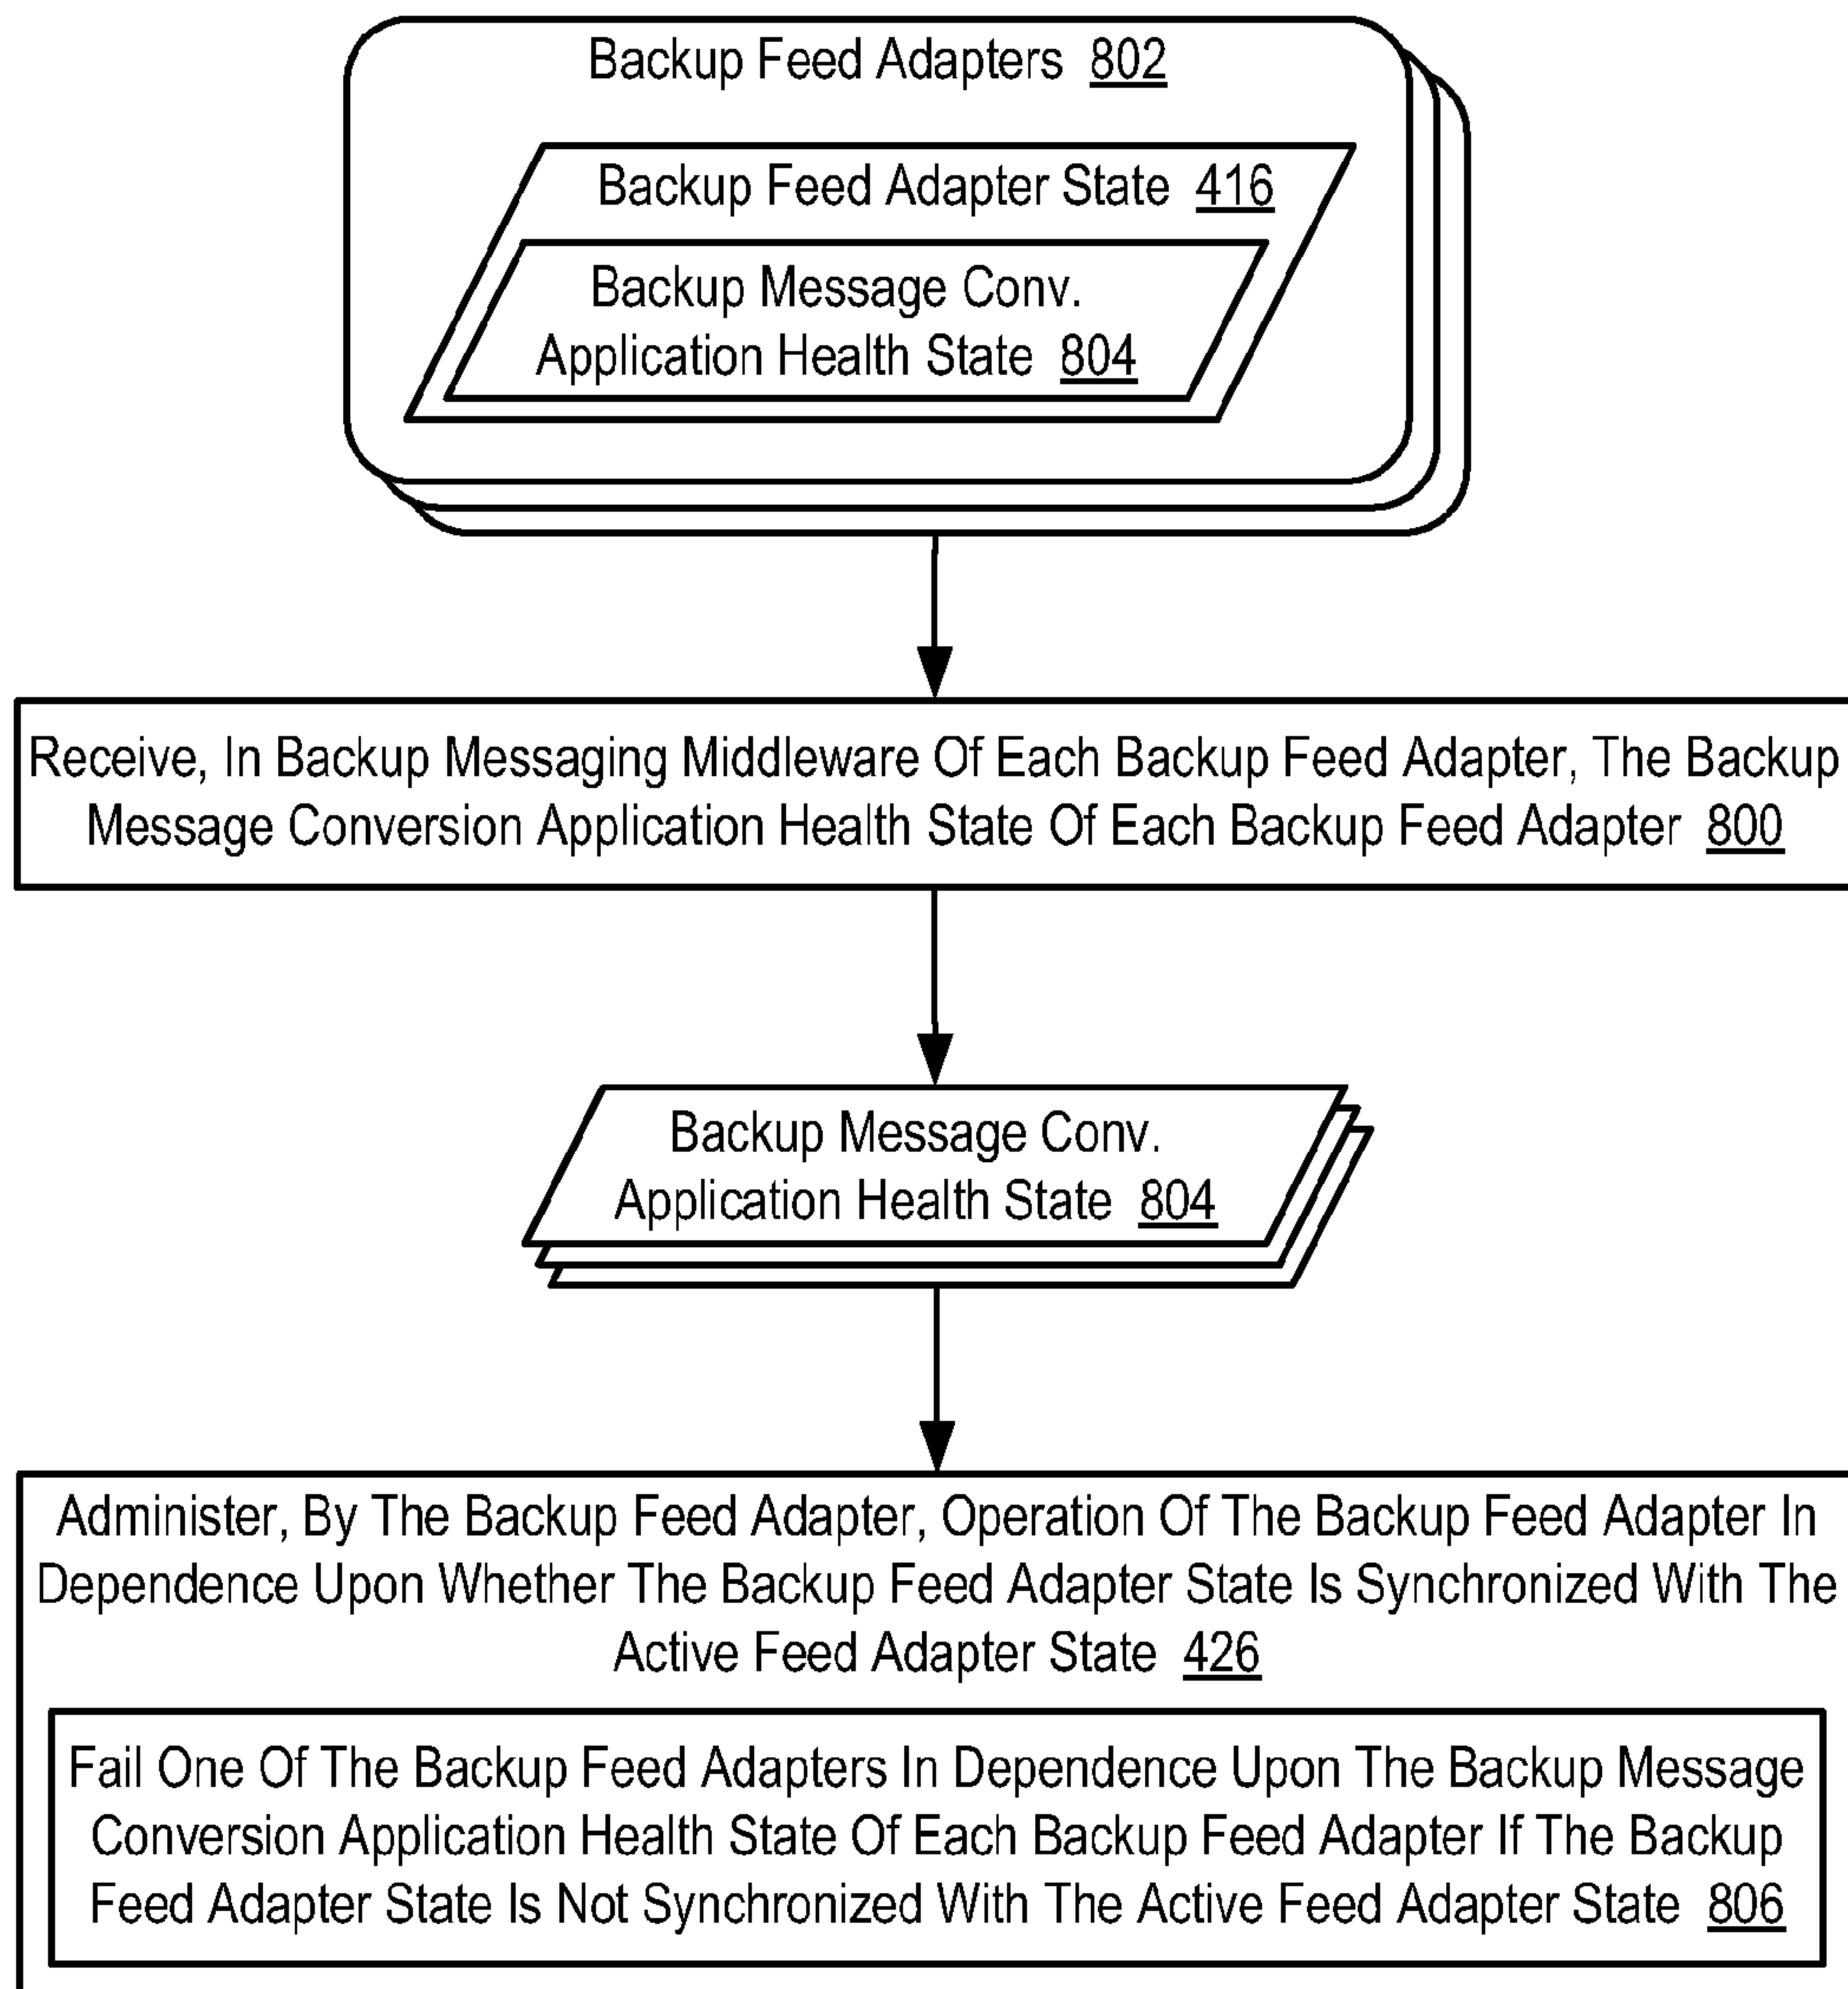 Backup Feed Adapters 802
Backup Feed Adapter State 416
Backup Message Conv.
Application Health State 804
Receive, In Backup Messaging Middleware Of Each Backup Feed Adapter, The Backup
Message Conversion Application Health State Of Each Backup Feed Adapter 800
Backup Message Conv.
Application Health State 804
Administer, By The Backup Feed Adapter, Operation Of The Backup Feed Adapter In
Dependence Upon Whether The Backup Feed Adapter State Is Synchronized With The
Active Feed Adapter State 426
Fail One Of The Backup Feed Adapters In Dependence Upon The Backup Message
Conversion Application Health State Of Each Backup Feed Adapter If The Backup
Feed Adapter State Is Not Synchronized With The Active Feed Adapter State 806